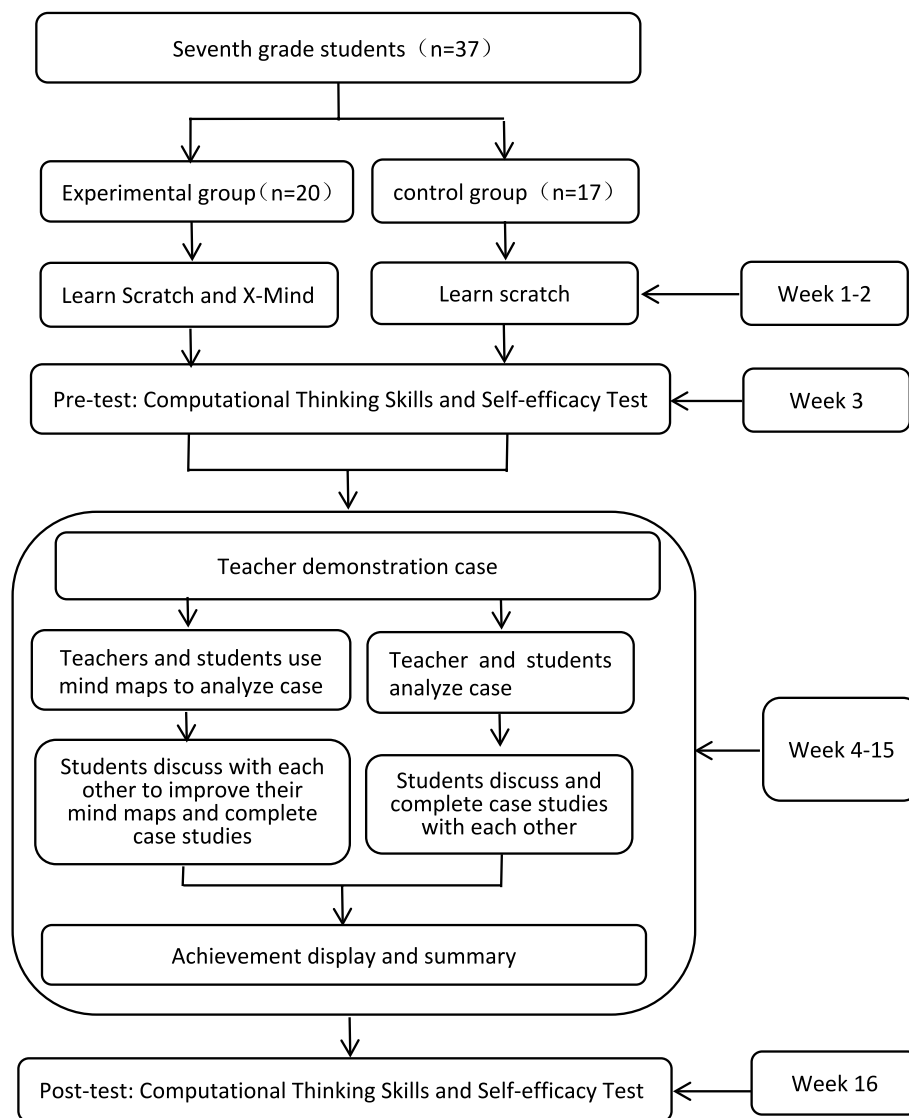 Seventh grade students（n=37）
Experimental group（n=20）
control group（n=17）
Learn Scratch and X-Mind
Learn scratch
Week 1-2
Pre-test: Computational Thinking Skills and Self-efficacy Test
Week 3
Teacher demonstration case
Teachers and students use
mind maps to analyze case
Teacher and students
analyze case
Week 4-15
Students discuss with each
other to improve their
mind maps and complete
case studies
Students discuss and
complete case studies
with each other
Achievement display and summary
Post-test: Computational Thinking Skills and Self-efficacy Test
Week 16